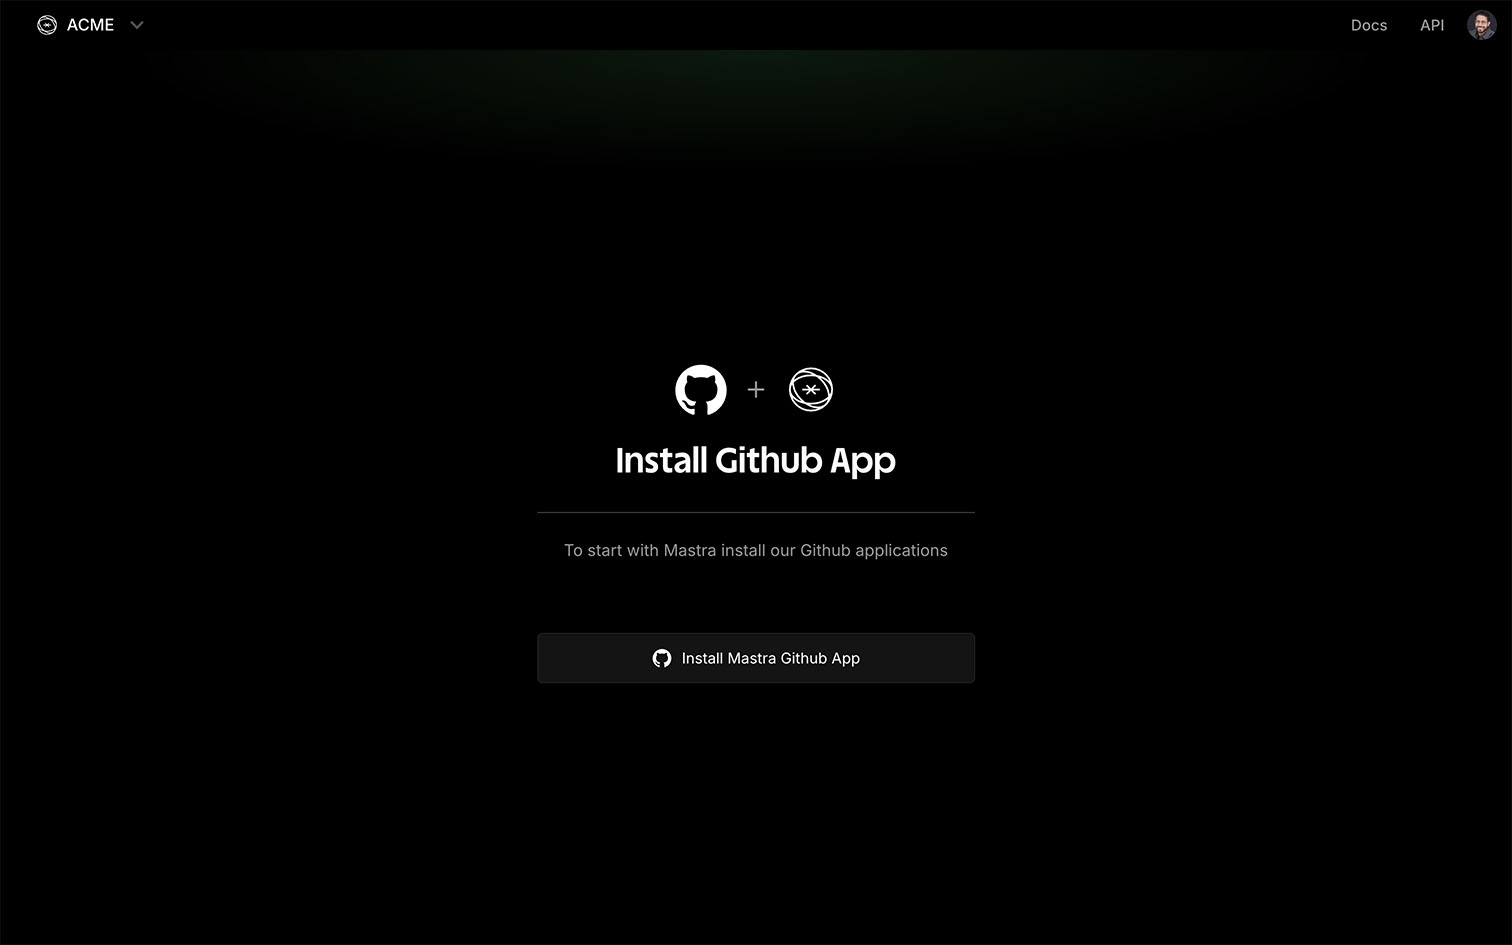 ACME
Docs
API
Install Github App
To start with Mastra install our Github applications
Install Mastra Github App